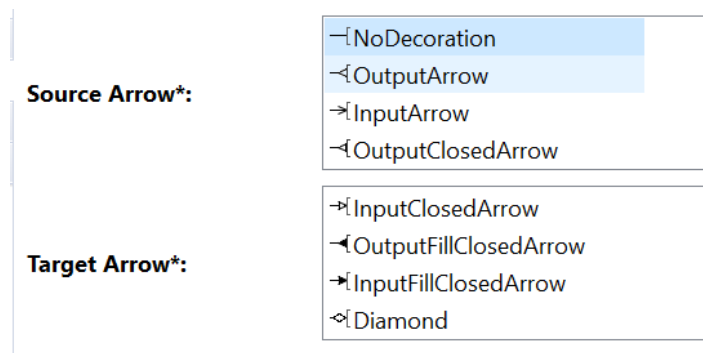 Source Arrow*:
NoDecoration
OutputArrow
InputArrow
OutputClosedArrow
Target Arrow*:
InputClosedArrow
OutputFillClosedArrow
InputFillClosedArrow
Diamond